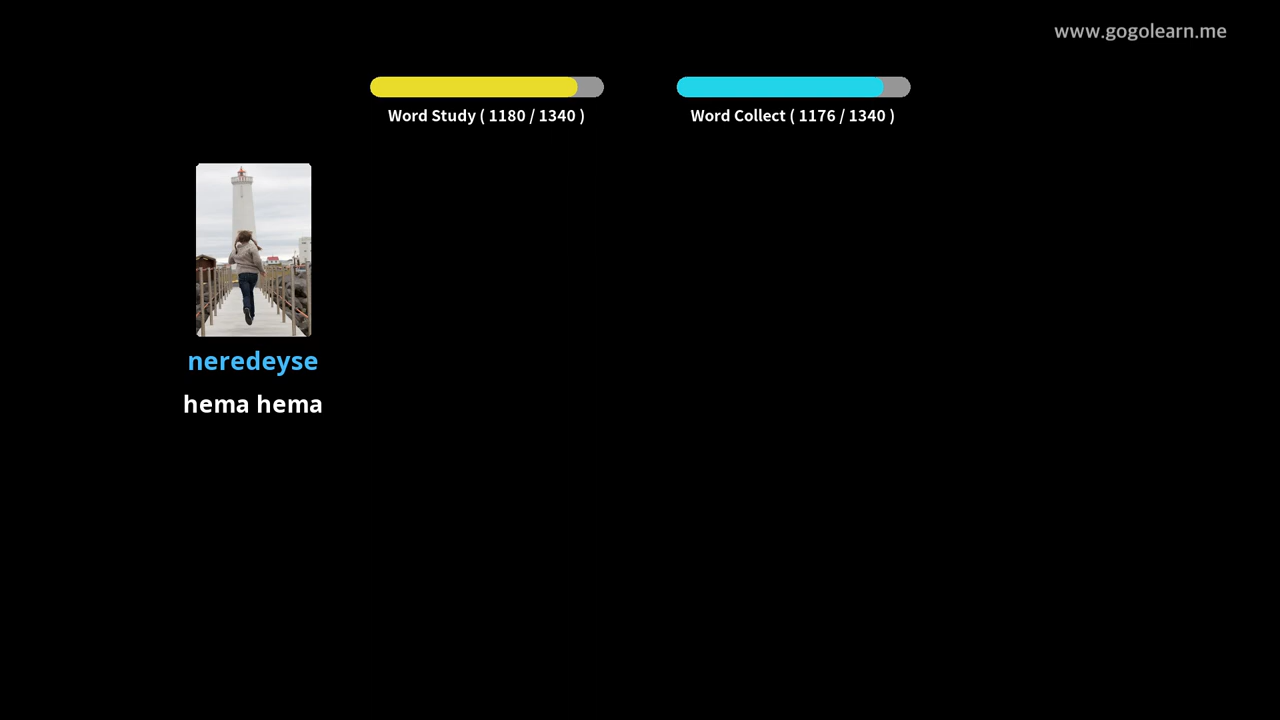 www.gogolearn.me
Word Study ( 1180 / 1340 )
Word Collect ( 1176 / 1340 )
neredeyse
hema hema